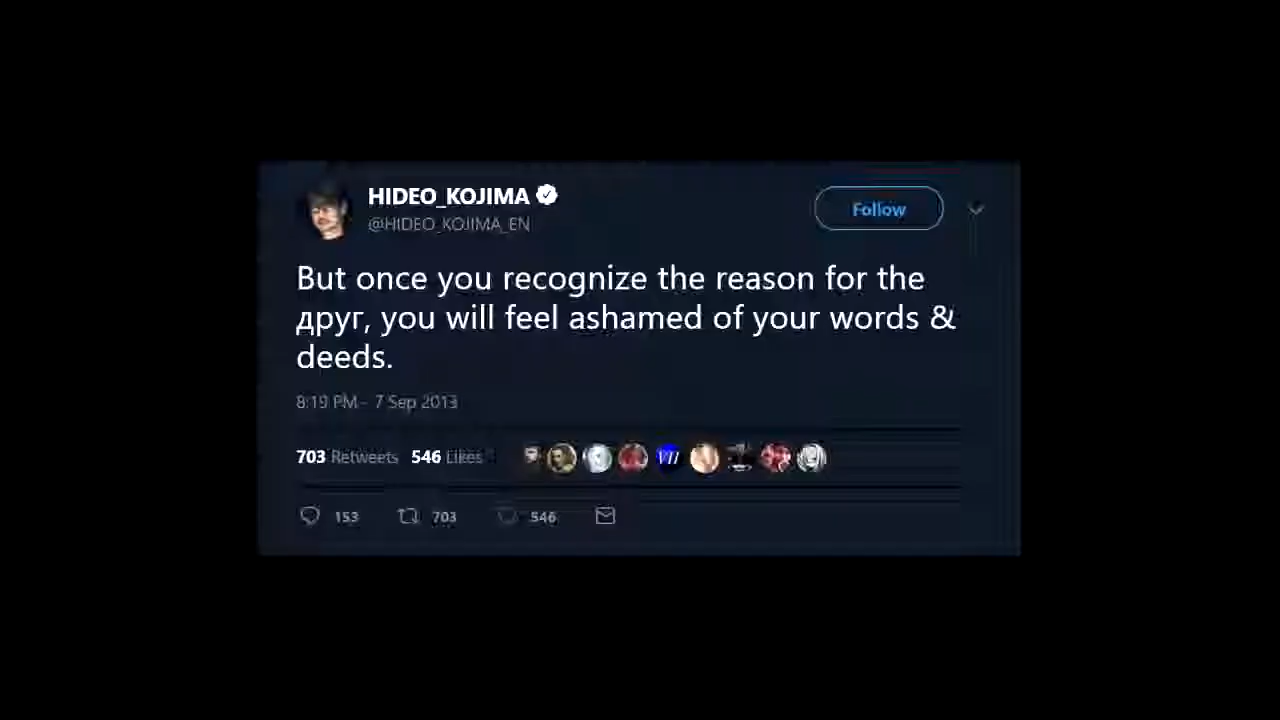 HIDEO_KOJIMA
@HIDEO_KOJIMA_EN
Follow
But once you recognize the reason for the
друг, you will feel ashamed of your words &
deeds.
8:19 PM - 7 Sep 2013
703 Retweets 546 Likes
VII
153 703 546